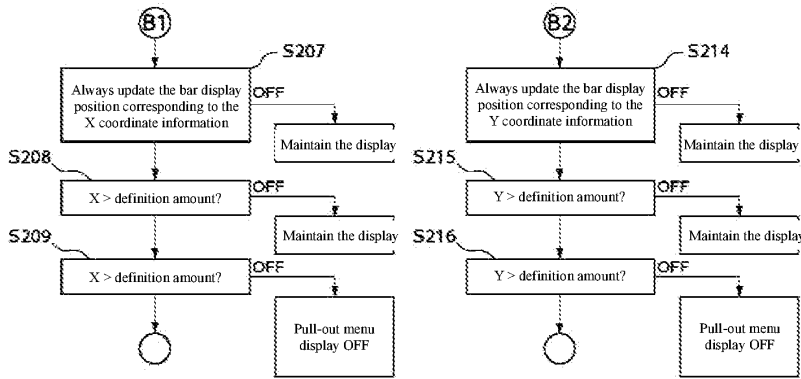 B1
S207
Always update the bar display
position corresponding to the
X coordinate information
OFF
Maintain the display
S208
X > definition amount?
OFF
Maintain the display
S209
X > definition amount?
OFF
Pull-out menu
display OFF
B2
S214
Always update the bar display
position corresponding to the
Y coordinate information
OFF
Maintain the display
S215
Y > definition amount?
OFF
Maintain the display
S216
Y > definition amount?
OFF
Pull-out menu
display OFF